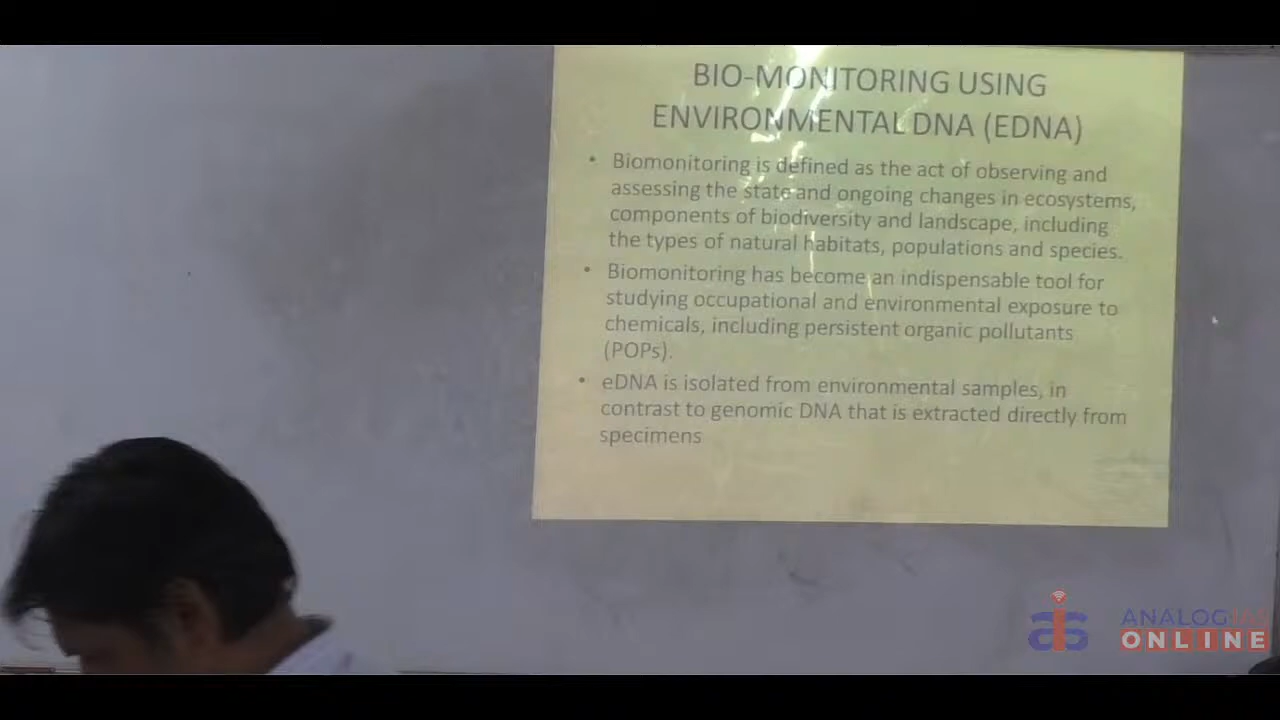 BIO-MONITORING USING
ENVIRONMENTAL DNA (EDNA)
• Biomonitoring is defined as the act of observing and
assessing the state and ongoing changes in ecosystems,
components of biodiversity and landscape, including
the types of natural habitats, populations and species.
• Biomonitoring has become an indispensable tool for
studying occupational and environmental exposure to
chemicals, including persistent organic pollutants
(POPs).
• eDNA is isolated from environmental samples, in
contrast to genomic DNA that is extracted directly from
specimens
ais ANALOG IAS
ONLINE